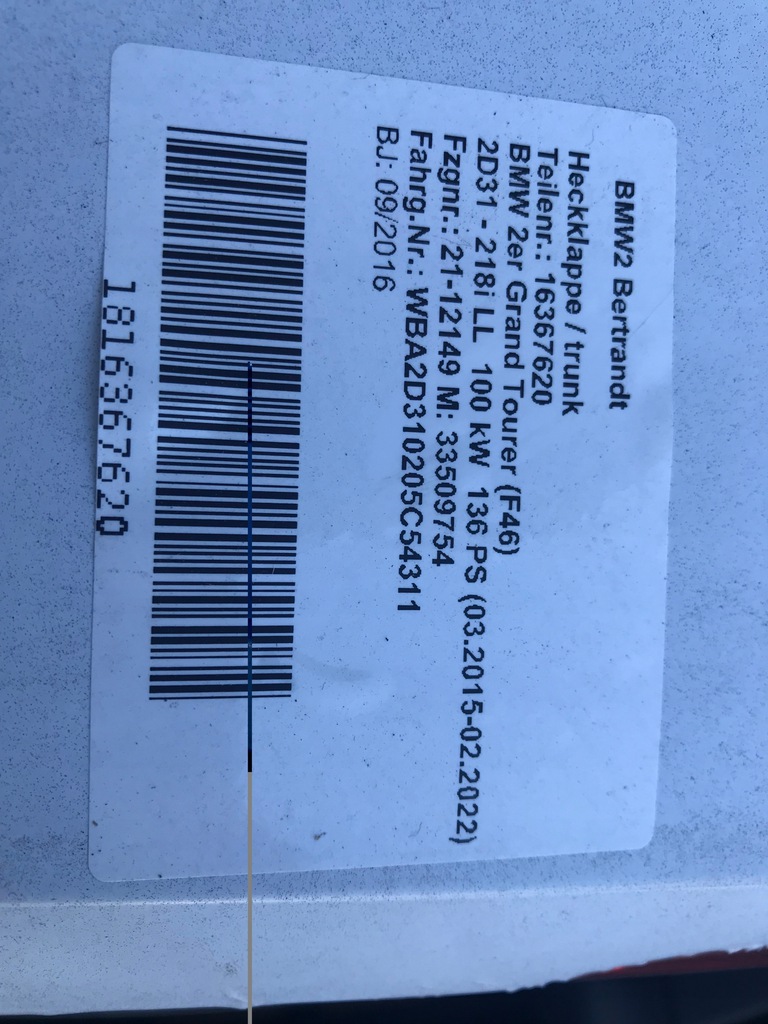 BMW2 Bertrandt
Heckklappe / trunk
Teilenr.: 16367620
BMW 2er Grand Tourer (F46)
2D31 - 218i LL 100 kW 136 PS (03.2015-02.2022)
Fzgnr.: 21-12149 M: 33509754
Fahrg.Nr.: WBA2D310205C54311
BJ: 09/2016
1816367620